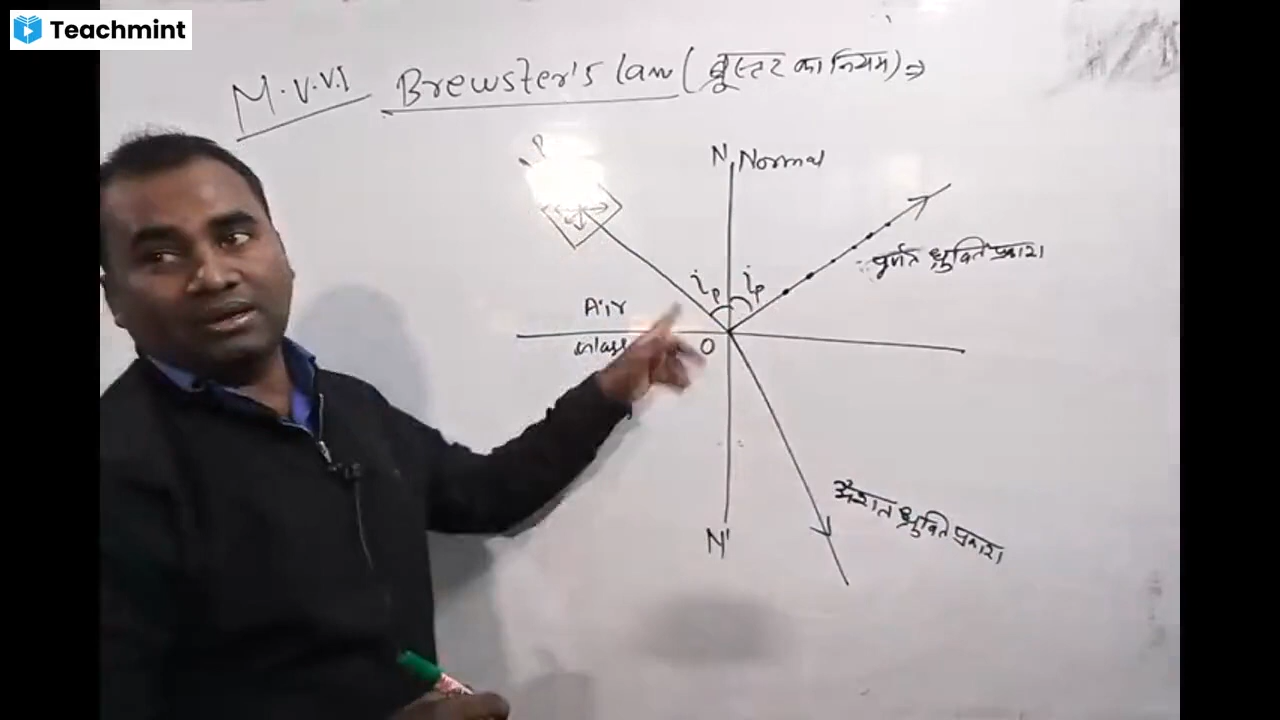 Teachmint
M.V.V.I Brewster's law (ब्रूस्टर का नियम) ⇒
N Normal
iₚ iₚ
पूर्णत ध्रुवित प्रकाश
Air
O
अंशत ध्रुवित प्रकाश
N'